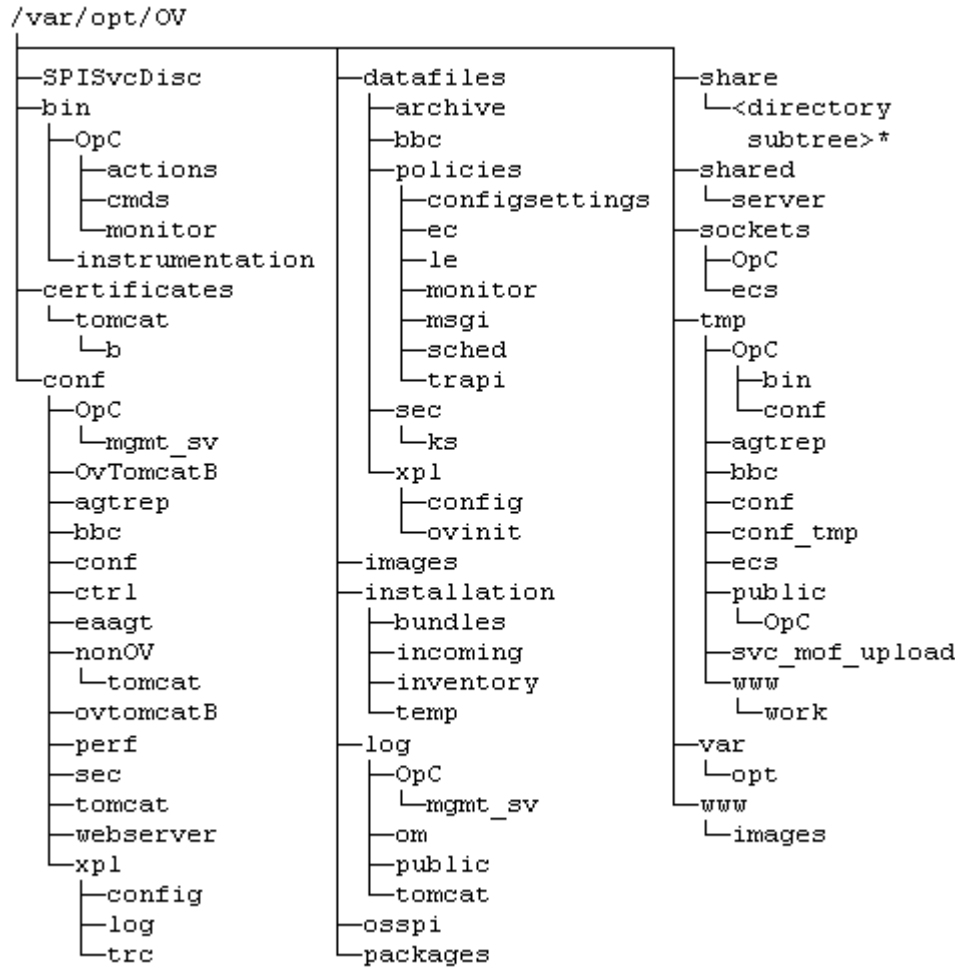 /var/opt/OV
SPISvcDisc
bin
OpC
actions
cmds
monitor
instrumentation
certificates
tomcat
b
conf
OpC
mgmt_sv
OvTomcatB
agtrep
bbc
conf
ctrl
eaagt
nonOV
tomcat
ovtomcatB
perf
sec
tomcat
webserver
xpl
config
log
trc
datafiles
archive
bbc
policies
configsettings
ec
le
monitor
msgi
sched
trapi
sec
ks
xpl
config
ovinit
images
installation
bundles
incoming
inventory
temp
log
OpC
mgmt_sv
om
public
tomcat
osspi
packages
share
<directory
subtree>*
shared
server
sockets
OpC
ecs
tmp
OpC
bin
conf
agtrep
bbc
conf
conf_tmp
ecs
public
OpC
svc_mof_upload
www
work
var
opt
www
images